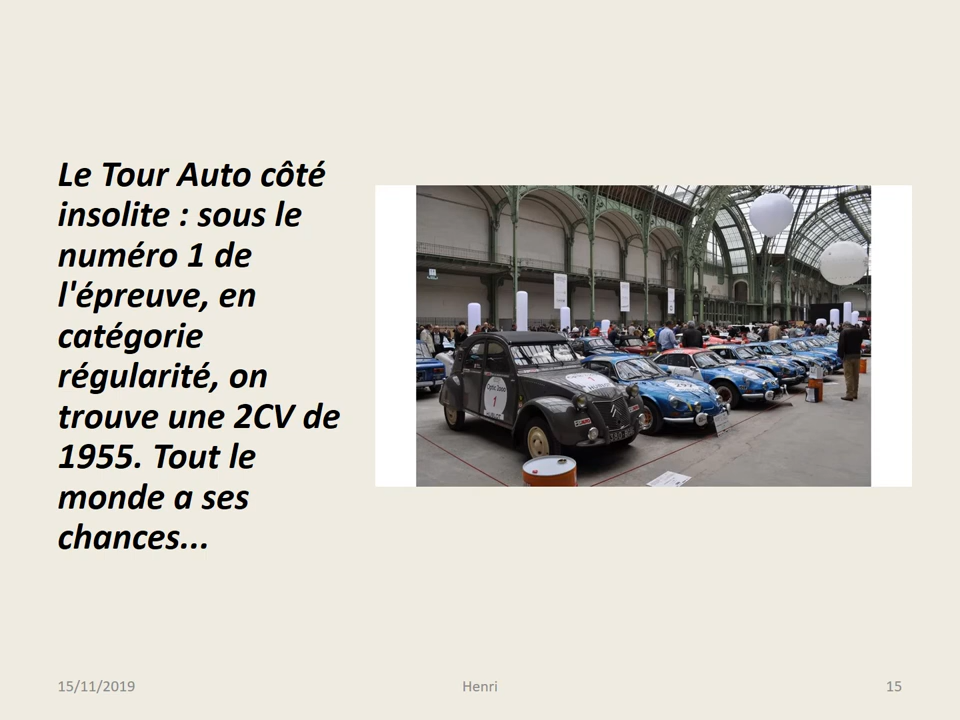 Le Tour Auto côté
insolite : sous le
numéro 1 de
l'épreuve, en
catégorie
régularité, on
trouve une 2CV de
1955. Tout le
monde a ses
chances...
1
15/11/2019
Henri
15